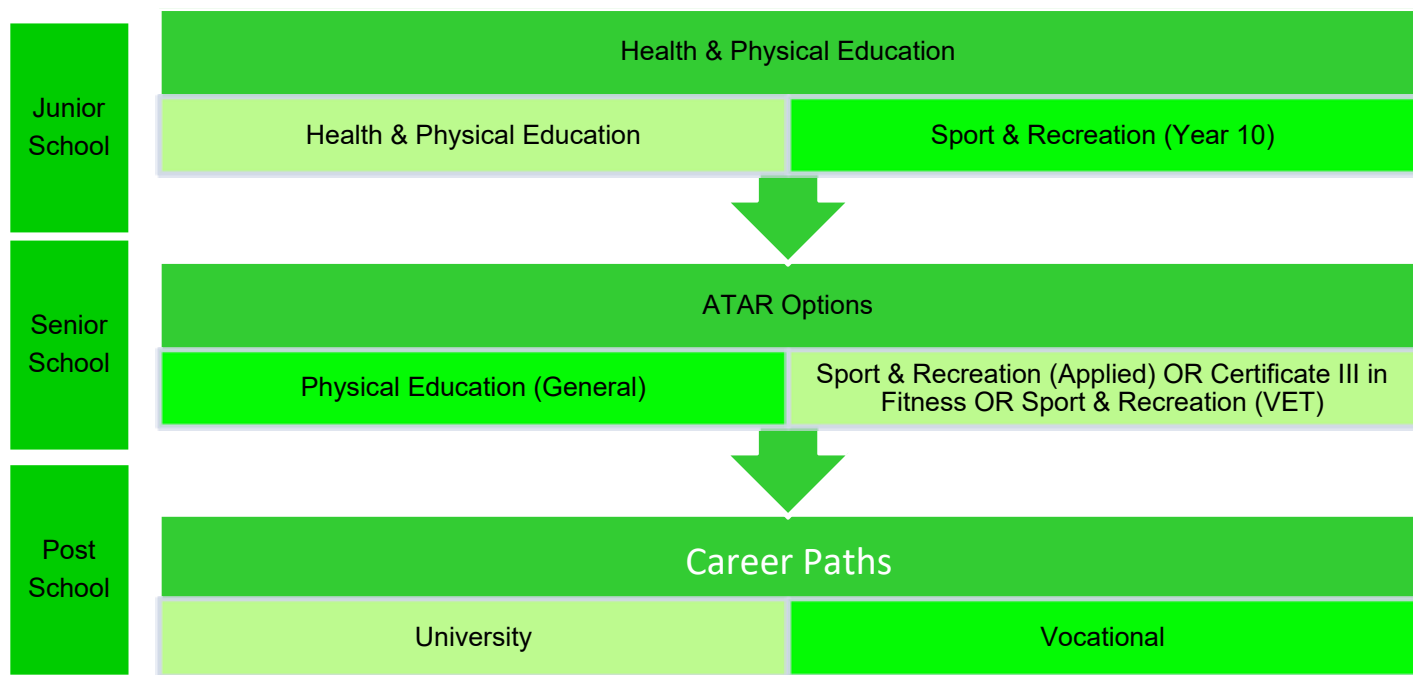 Junior
School
Health & Physical Education
Health & Physical Education
Sport & Recreation (Year 10)
Senior
School
ATAR Options
Physical Education (General)
Sport & Recreation (Applied) OR Certificate III in
Fitness OR Sport & Recreation (VET)
Post
School
Career Paths
University
Vocational